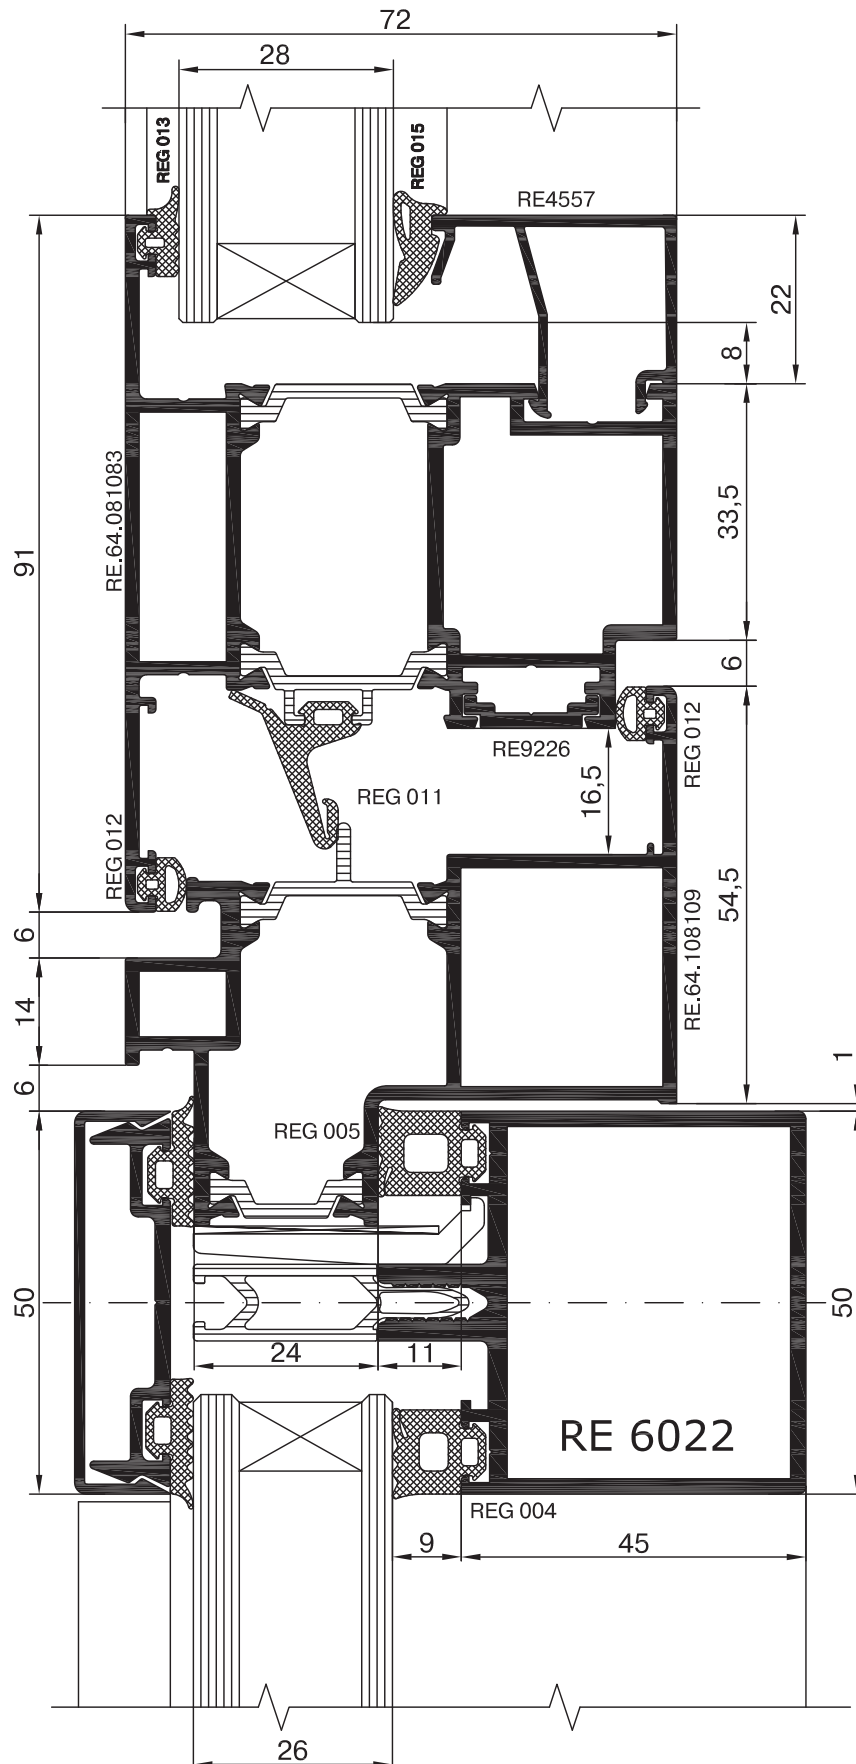 72
28
REG 013
REG 015
RE4557
22
8
RE.64.081083
33,5
91
6
RE9226
REG 012
16,5
REG 011
REG 012
54,5
RE.64.108109
6
14
6
1
REG 005
50
50
24
11
RE 6022
REG 004
9
45
26